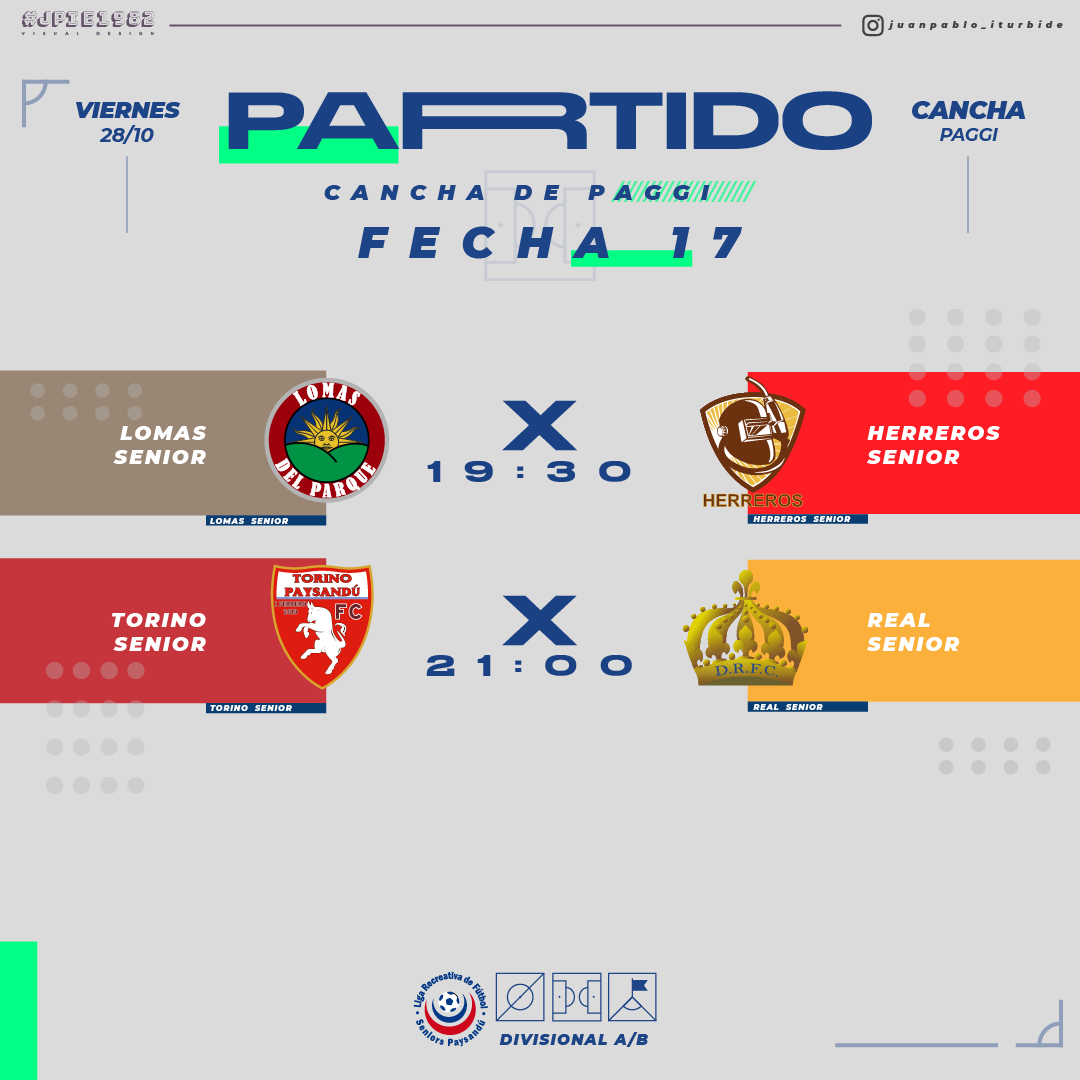 #JPIE1982
VISUAL DESIGN
juanpablo_iturbide
VIERNES
28/10
PARTIDO
CANCHA
PAGGI
CANCHA DE PAGGI
FECHA 17
LOMAS
SENIOR
LOMAS
DEL PARQUE
X
19:30
HERREROS
HERREROS
SENIOR
LOMAS SENIOR
HERREROS SENIOR
TORINO
SENIOR
TORINO
PAYSANDÚ
FC
2019
X
21:00
D.R.F.C.
REAL
SENIOR
TORINO SENIOR
REAL SENIOR
Liga Recreativa de Fútbol
Seniors Paysandú
DIVISIONAL A/B